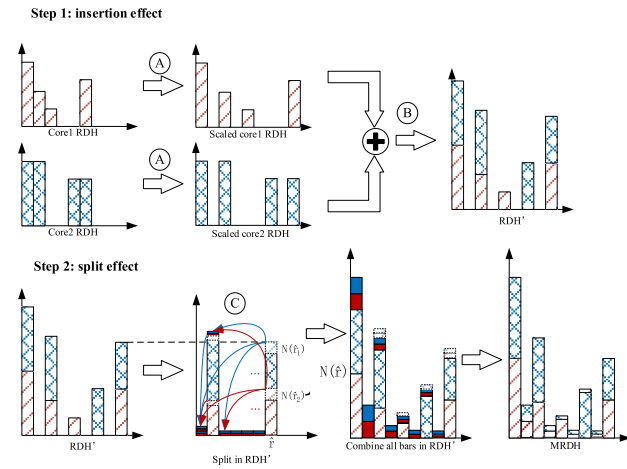 Step 1: insertion effect
A
Core1 RDH
Scaled core1 RDH
B
A
Core2 RDH
Scaled core2 RDH
RDH'
Step 2: split effect
C
N(r̂₁)
...
N(r̂₂)
...
r̂
N(r̂)
RDH'
Split in RDH'
Combine all bars in RDH'
MRDH